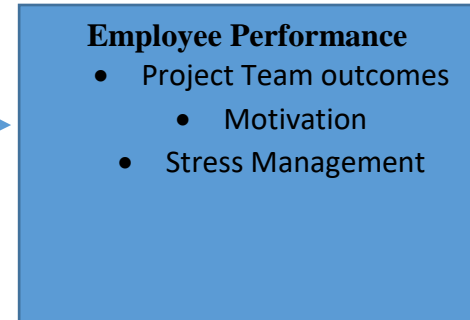 Employee Performance
• Project Team outcomes
• Motivation
• Stress Management